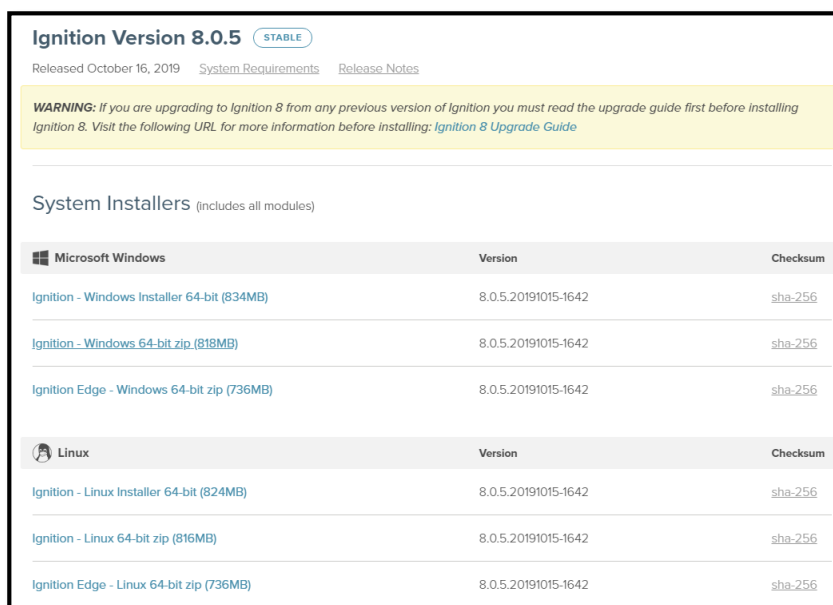 Ignition Version 8.0.5 STABLE
Released October 16, 2019 System Requirements Release Notes
WARNING: If you are upgrading to Ignition 8 from any previous version of Ignition you must read the upgrade guide first before installing
Ignition 8. Visit the following URL for more information before installing: Ignition 8 Upgrade Guide
System Installers (includes all modules)
Microsoft Windows Version Checksum
Ignition - Windows Installer 64-bit (834MB) 8.0.5.20191015-1642 sha-256
Ignition - Windows 64-bit zip (818MB) 8.0.5.20191015-1642 sha-256
Ignition Edge - Windows 64-bit zip (736MB) 8.0.5.20191015-1642 sha-256
Linux Version Checksum
Ignition - Linux Installer 64-bit (824MB) 8.0.5.20191015-1642 sha-256
Ignition - Linux 64-bit zip (816MB) 8.0.5.20191015-1642 sha-256
Ignition Edge - Linux 64-bit zip (736MB) 8.0.5.20191015-1642 sha-256